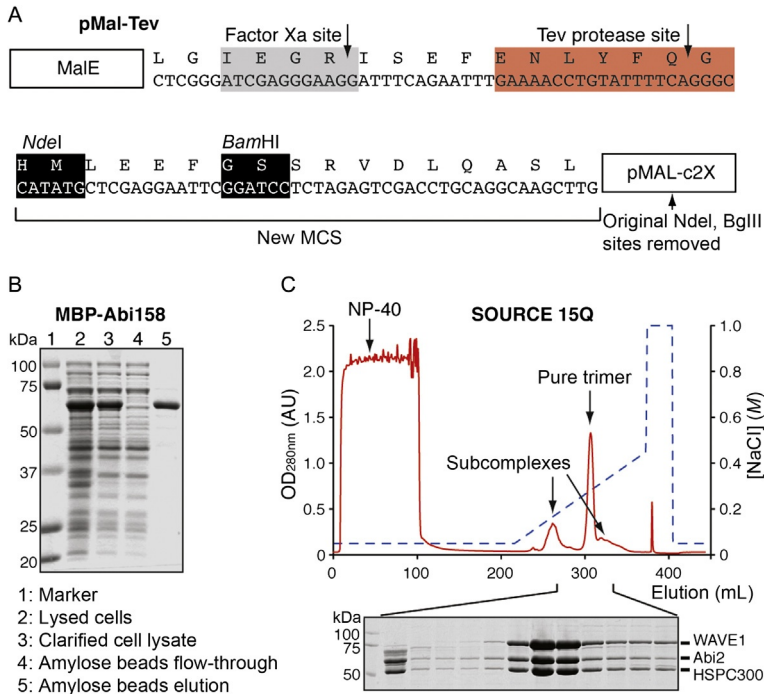 A
pMal-Tev
Factor Xa site
Tev protease site
MalE
L G I E G R I S E F E N L Y F Q G
CTCGGGATCGAGGGAAGGATTTCAGAATTTGAAAACCTGTATTTTCAGGGC
NdeI
BamHI
H M L E E F G S S R V D L Q A S L
CATATGCTCGAGGAATTCGGATCCTCTAGAGTCGACCTGCAGGCAAGCTTG
pMAL-c2X
New MCS
Original NdeI, BglII
sites removed
B
MBP-Abi158
kDa 1 2 3 4 5
100
75
50
37
25
20
1: Marker
2: Lysed cells
3: Clarified cell lysate
4: Amylose beads flow-through
5: Amylose beads elution
C
NP-40
SOURCE 15Q
2.5
2.0
1.5
1.0
0.5
0
OD280nm (AU)
1.0
0.8
0.6
0.4
0.2
0
[NaCl] (M)
Pure trimer
Subcomplexes
0 100 200 300 400
Elution (mL)
kDa
100
75
50
WAVE1
Abi2
HSPC300